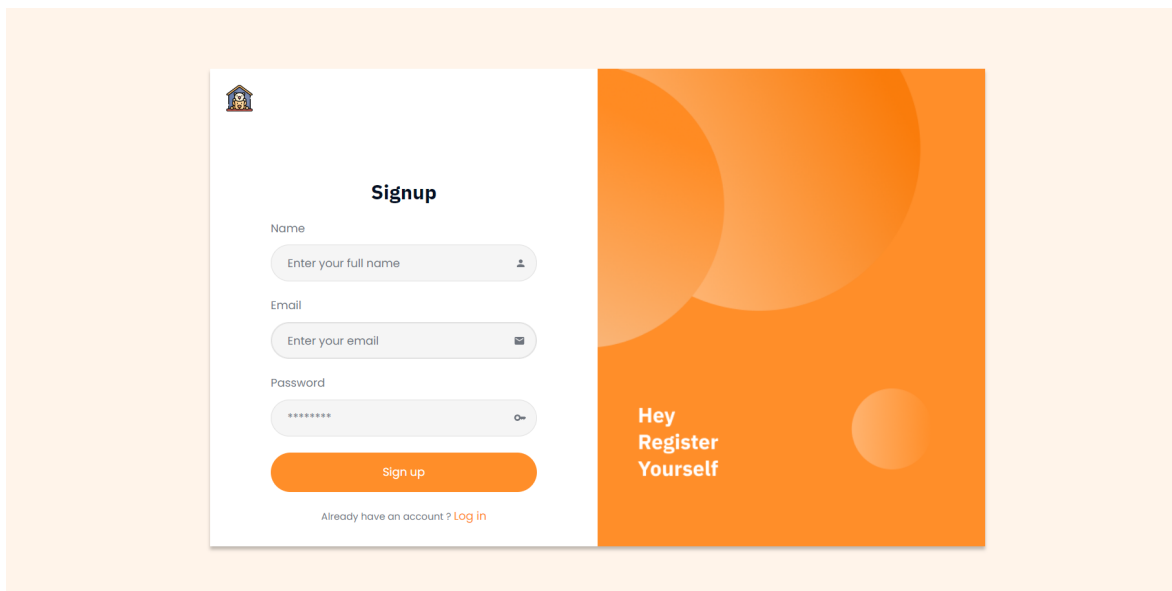 Signup
Name
Enter your full name
Email
Enter your email
Password
********
Sign up
Already have an account ? Log in
Hey
Register
Yourself